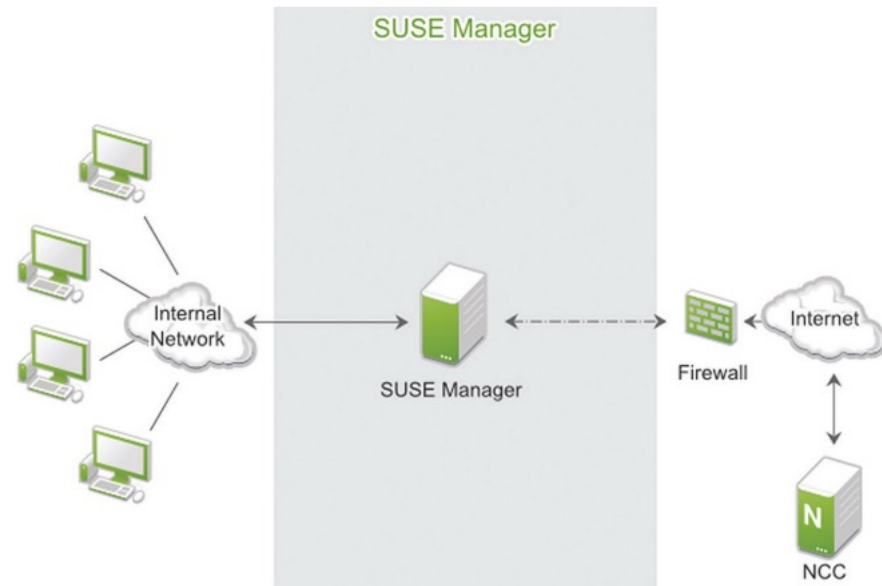 SUSE Manager
Internal
Network
SUSE Manager
Firewall
Internet
N
NCC